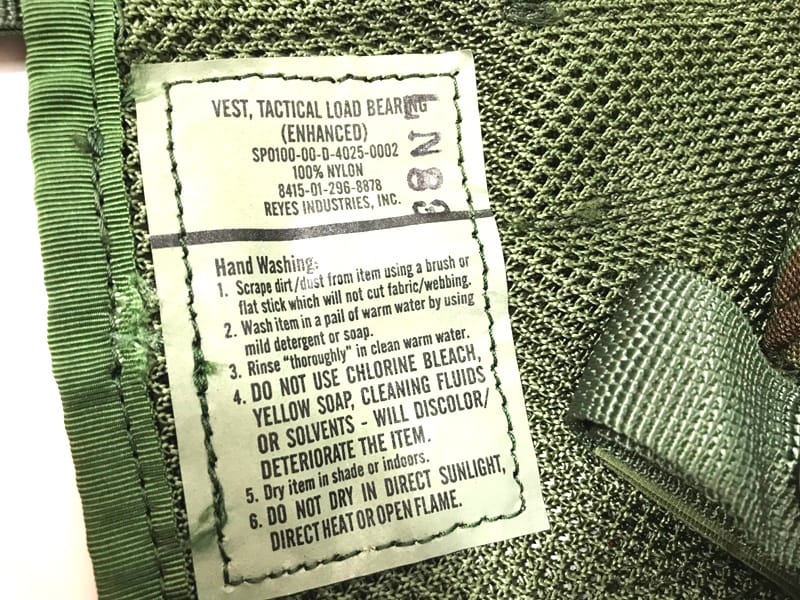 VEST, TACTICAL LOAD BEARING
(ENHANCED)
SPO100-00-D-4025-0002
100% NYLON
8415-01-296-8878
REYES INDUSTRIES, INC.
Hand Washing:
1. Scrape dirt/dust from item using a brush or
flat stick which will not cut fabric/webbing.
2. Wash item in a pail of warm water by using
mild detergent or soap.
3. Rinse "thoroughly" in clean warm water.
4. DO NOT USE CHLORINE BLEACH,
YELLOW SOAP, CLEANING FLUIDS
OR SOLVENTS - WILL DISCOLOR/
DETERIORATE THE ITEM.
5. Dry item in shade or indoors.
6. DO NOT DRY IN DIRECT SUNLIGHT,
DIRECT HEAT OR OPEN FLAME.